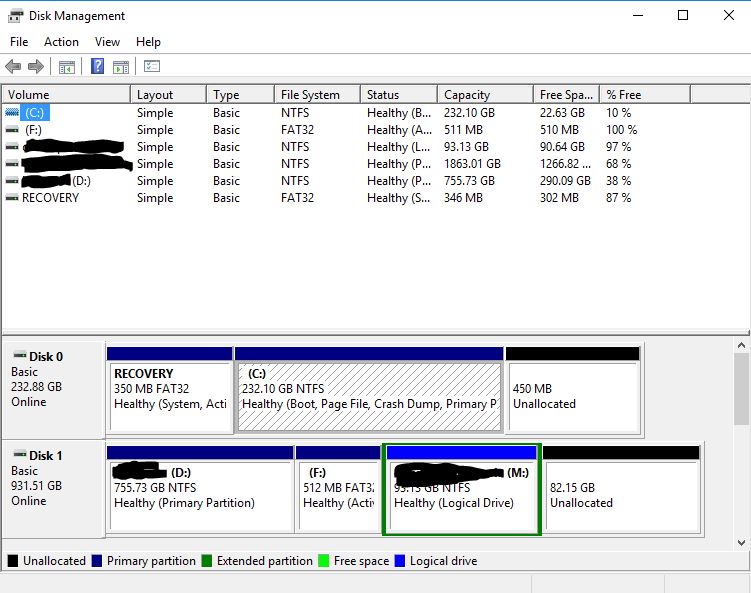 Disk Management
File Action View Help
Volume Layout Type File System Status Capacity Free Spa... % Free
(C:) Simple Basic NTFS Healthy (B... 232.10 GB 22.63 GB 10 %
(F:) Simple Basic FAT32 Healthy (A... 511 MB 510 MB 100 %
Simple Basic NTFS Healthy (L... 93.13 GB 90.64 GB 97 %
Simple Basic NTFS Healthy (P... 1863.01 GB 1266.82 ... 68 %
(D:) Simple Basic NTFS Healthy (P... 755.73 GB 290.09 GB 38 %
RECOVERY Simple Basic FAT32 Healthy (S... 346 MB 302 MB 87 %
Disk 0
Basic
232.88 GB
Online
RECOVERY
350 MB FAT32
Healthy (System, Acti
(C:)
232.10 GB NTFS
Healthy (Boot, Page File, Crash Dump, Primary P
450 MB
Unallocated
Disk 1
Basic
931.51 GB
Online
(D:)
755.73 GB NTFS
Healthy (Primary Partition)
(F:)
512 MB FAT32
Healthy (Activ
(M:)
93.13 GB NTFS
Healthy (Logical Drive)
82.15 GB
Unallocated
Unallocated Primary partition Extended partition Free space Logical drive